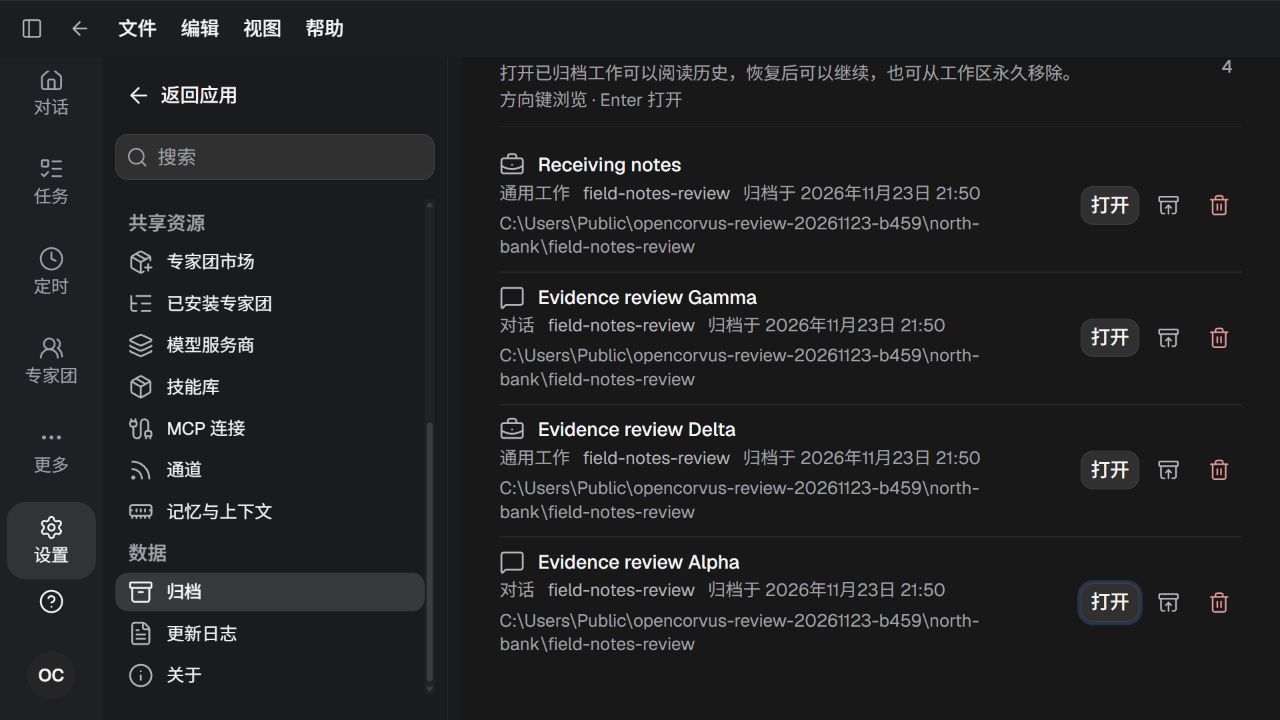 文件 编辑 视图 帮助
对话
任务
定时
专家团
更多
设置
OC
返回应用
搜索
共享资源
专家团市场
已安装专家团
模型服务商
技能库
MCP 连接
通道
记忆与上下文
数据
归档
更新日志
关于
打开已归档工作可以阅读历史，恢复后可以继续，也可从工作区永久移除。
4
方向键浏览 · Enter 打开
Receiving notes
通用工作 field-notes-review 归档于 2026年11月23日 21:50
C:\Users\Public\opencorvus-review-20261123-b459\north-
bank\field-notes-review
打开
Evidence review Gamma
对话 field-notes-review 归档于 2026年11月23日 21:50
C:\Users\Public\opencorvus-review-20261123-b459\north-
bank\field-notes-review
打开
Evidence review Delta
通用工作 field-notes-review 归档于 2026年11月23日 21:50
C:\Users\Public\opencorvus-review-20261123-b459\north-
bank\field-notes-review
打开
Evidence review Alpha
对话 field-notes-review 归档于 2026年11月23日 21:50
C:\Users\Public\opencorvus-review-20261123-b459\north-
bank\field-notes-review
打开